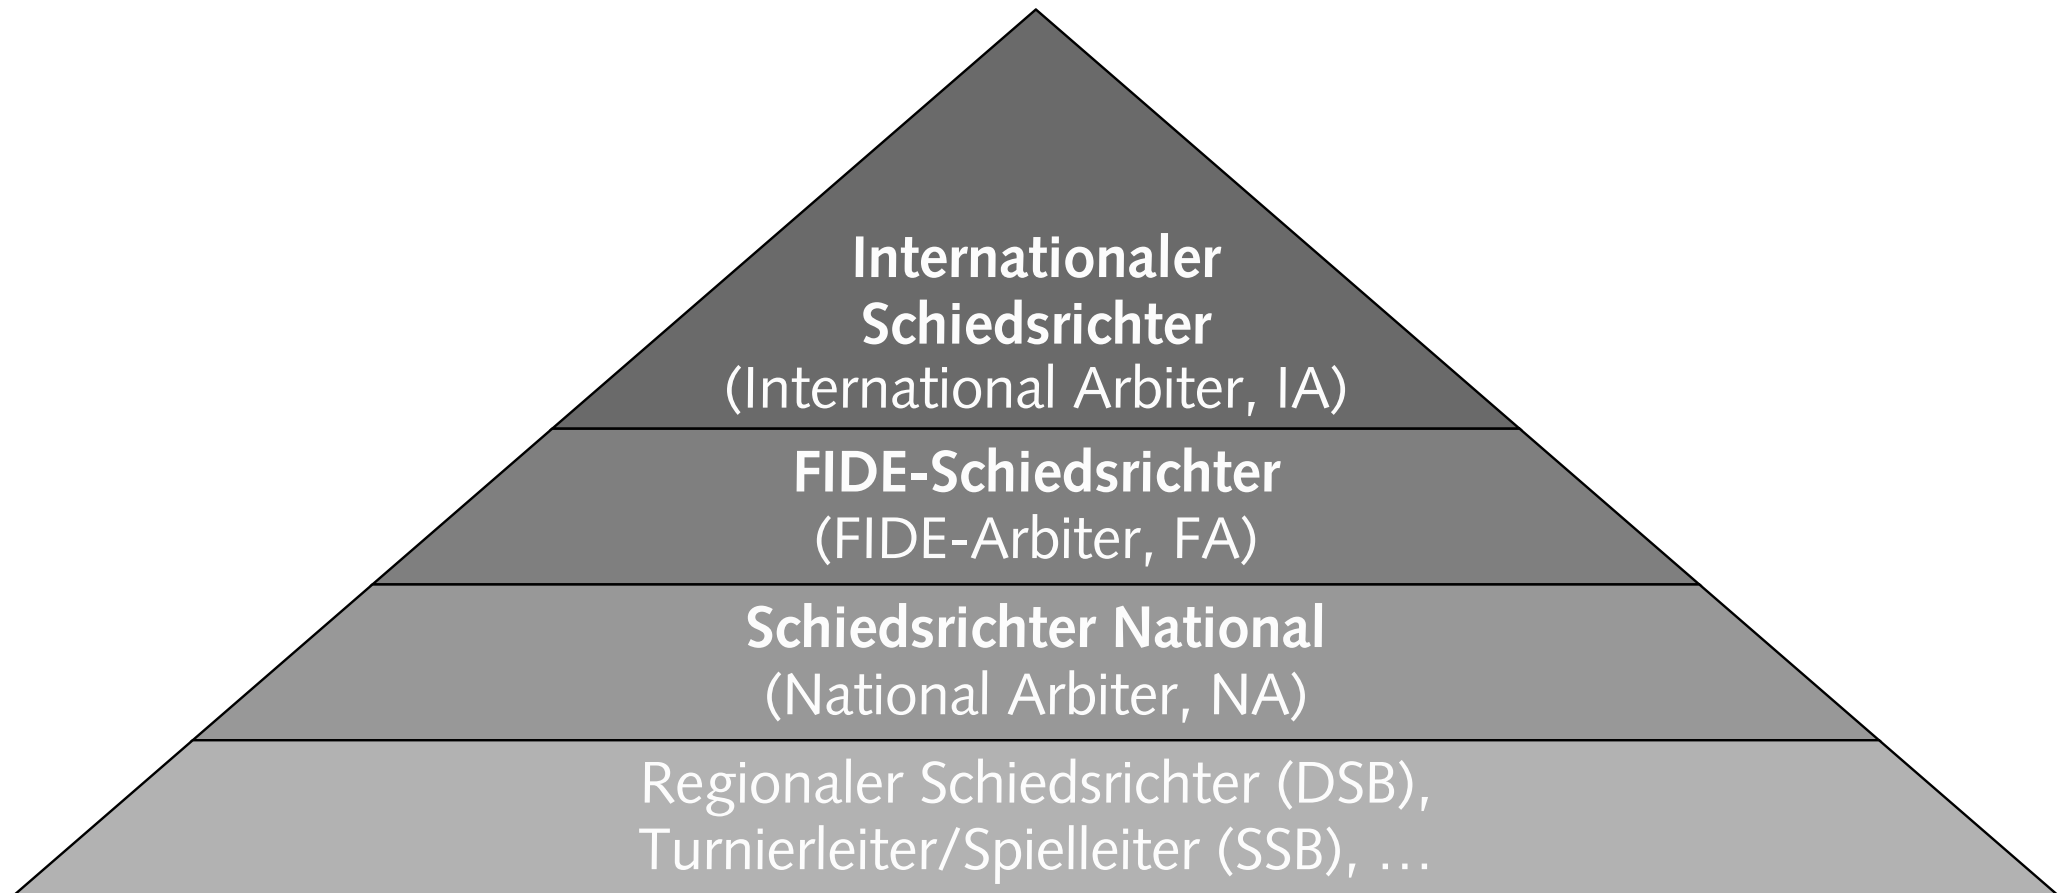 Internationaler
Schiedsrichter
(International Arbiter, IA)
FIDE-Schiedsrichter
(FIDE-Arbiter, FA)
Schiedsrichter National
(National Arbiter, NA)
Regionaler Schiedsrichter (DSB),
Turnierleiter/Spielleiter (SSB), …